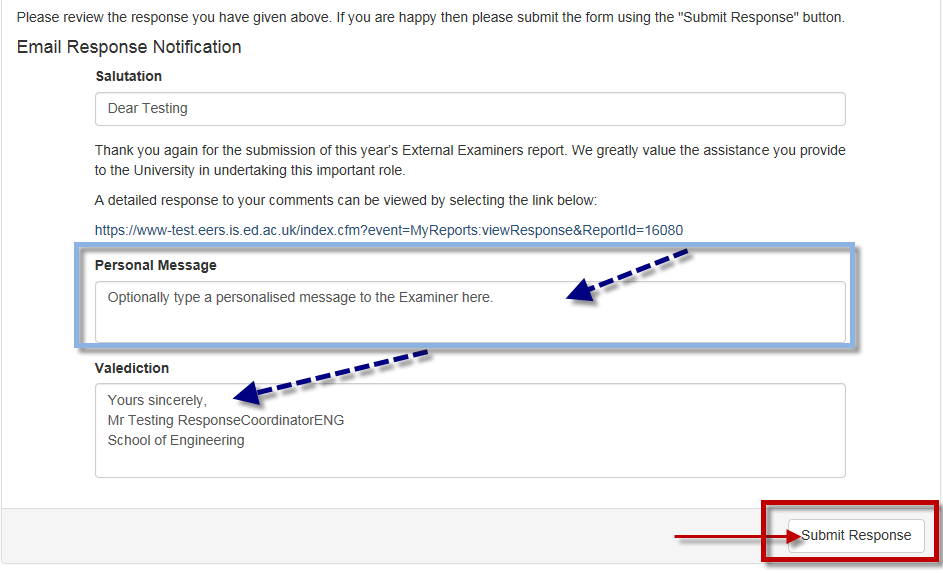 Please review the response you have given above. If you are happy then please submit the form using the "Submit Response" button.
Email Response Notification
Salutation
Dear Testing
Thank you again for the submission of this year's External Examiners report. We greatly value the assistance you provide
to the University in undertaking this important role.
A detailed response to your comments can be viewed by selecting the link below:
https://www-test.eers.is.ed.ac.uk/index.cfm?event=MyReports:viewResponse&ReportId=16080
Personal Message
Optionally type a personalised message to the Examiner here.
Valediction
Yours sincerely,
Mr Testing ResponseCoordinatorENG
School of Engineering
Submit Response